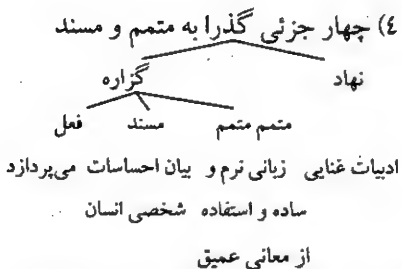 ۴) چهار جزئی گذرا به متمم و مسند
نهاد گزاره
متمم متمم مسند فعل
ادبیات غنایی زبانی نرم و بیان احساسات می‌پردازد
ساده و استفاده شخصی انسان
از معانی عمیق